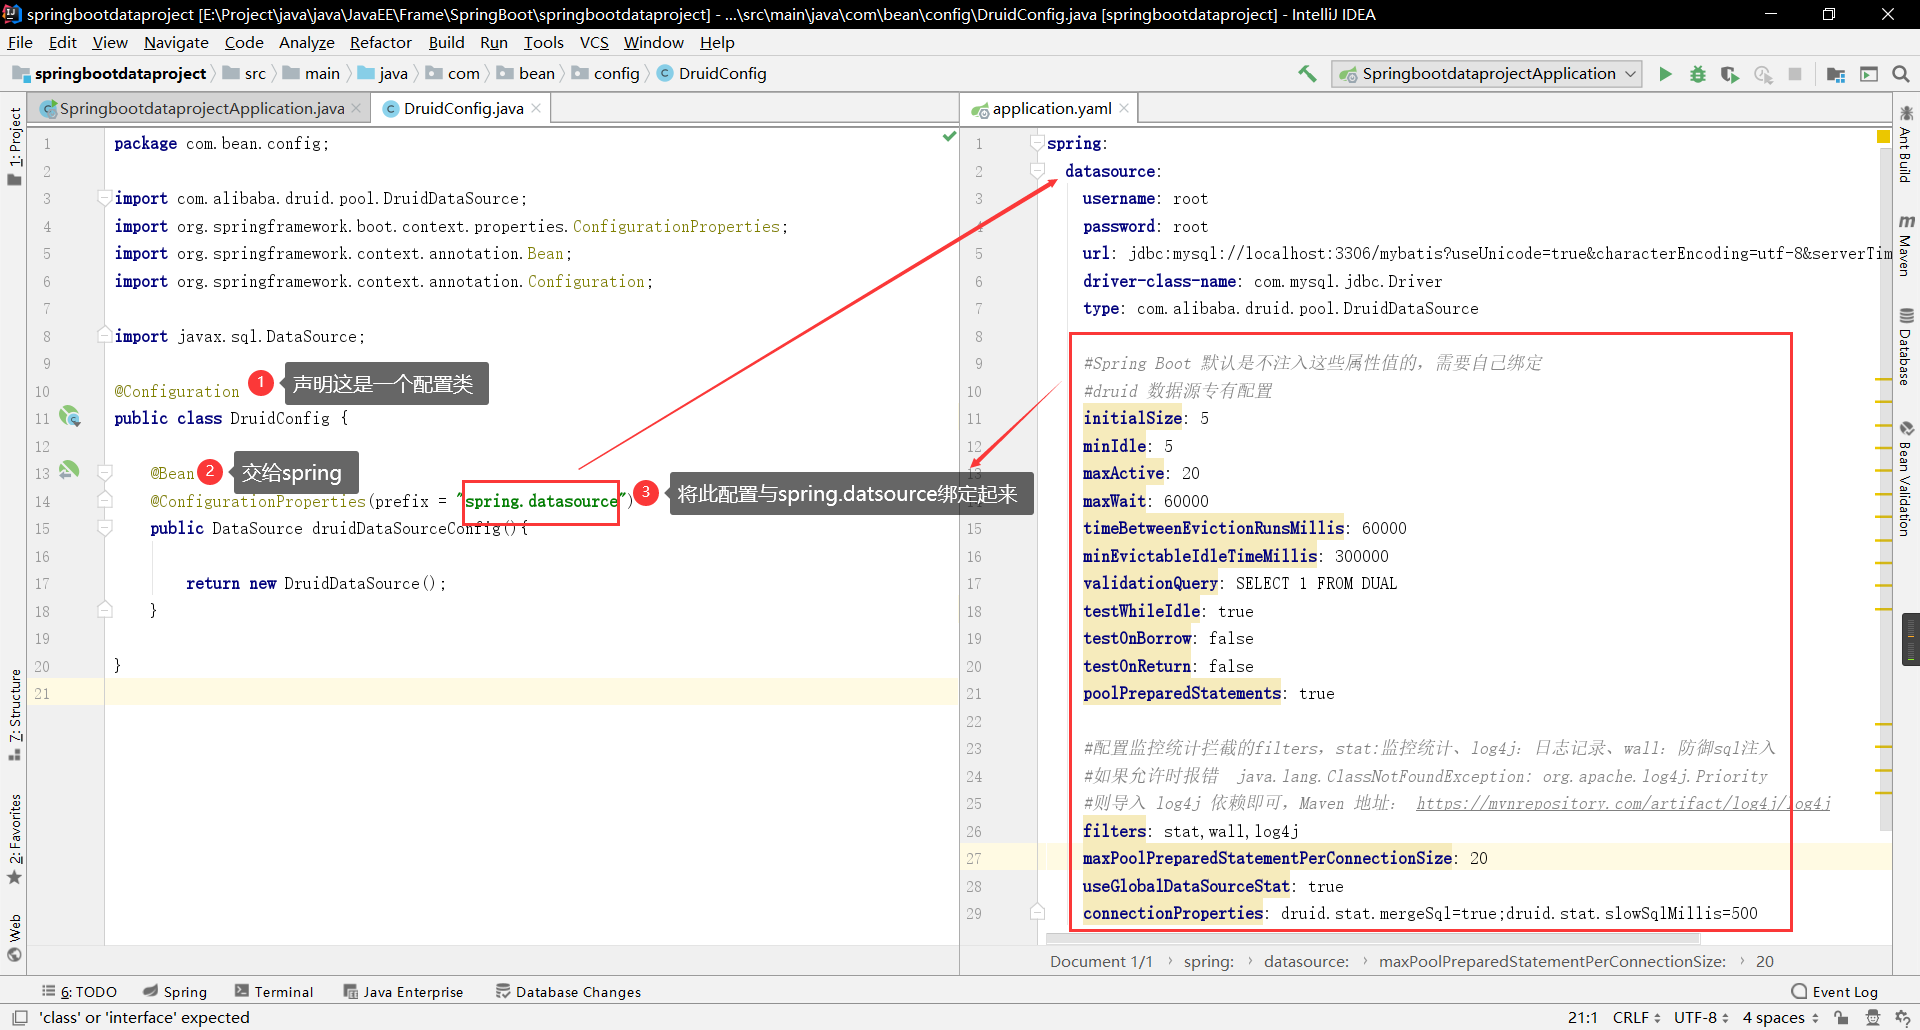 springbootdataproject [E:\Project\java\java\JavaEE\Frame\SpringBoot\springbootdataproject] - ...\src\main\java\com\bean\config\DruidConfig.java [springbootdataproject] - IntelliJ IDEA
File Edit View Navigate Code Analyze Refactor Build Run Tools VCS Window Help
springbootdataproject src main java com bean config DruidConfig
SpringbootdataprojectApplication
SpringbootdataprojectApplication.java DruidConfig.java
application.yaml
1: Project
7: Structure
2: Favorites
Web
1 package com.bean.config;
2
3 import com.alibaba.druid.pool.DruidDataSource;
4 import org.springframework.boot.context.properties.ConfigurationProperties;
5 import org.springframework.context.annotation.Bean;
6 import org.springframework.context.annotation.Configuration;
7
8 import javax.sql.DataSource;
9
10 @Configuration 1 声明这是一个配置类
11 public class DruidConfig {
12
13 @Bean 2 交给spring
14 @ConfigurationProperties(prefix = "spring.datasource") 3 将此配置与spring.datsource绑定起来
15 public DataSource druidDataSourceConfig(){
16
17 return new DruidDataSource();
18 }
19
20 }
21
1 spring:
2 datasource:
3 username: root
4 password: root
5 url: jdbc:mysql://localhost:3306/mybatis?useUnicode=true&characterEncoding=utf-8&serverTim
6 driver-class-name: com.mysql.jdbc.Driver
7 type: com.alibaba.druid.pool.DruidDataSource
8
9 #Spring Boot 默认是不注入这些属性值的，需要自己绑定
10 #druid 数据源专有配置
11 initialSize: 5
12 minIdle: 5
13 maxActive: 20
maxWait: 60000
15 timeBetweenEvictionRunsMillis: 60000
16 minEvictableIdleTimeMillis: 300000
17 validationQuery: SELECT 1 FROM DUAL
18 testWhileIdle: true
19 testOnBorrow: false
20 testOnReturn: false
21 poolPreparedStatements: true
22
23 #配置监控统计拦截的filters，stat:监控统计、log4j：日志记录、wall：防御sql注入
24 #如果允许时报错 java.lang.ClassNotFoundException: org.apache.log4j.Priority
25 #则导入 log4j 依赖即可，Maven 地址： https://mvnrepository.com/artifact/log4j/log4j
26 filters: stat,wall,log4j
27 maxPoolPreparedStatementPerConnectionSize: 20
28 useGlobalDataSourceStat: true
29 connectionProperties: druid.stat.mergeSql=true;druid.stat.slowSqlMillis=500
Ant Build
Maven
Database
Bean Validation
Document 1/1 spring: datasource: maxPoolPreparedStatementPerConnectionSize: 20
6: TODO Spring Terminal Java Enterprise Database Changes Event Log
'class' or 'interface' expected
21:1 CRLF UTF-8 4 spaces